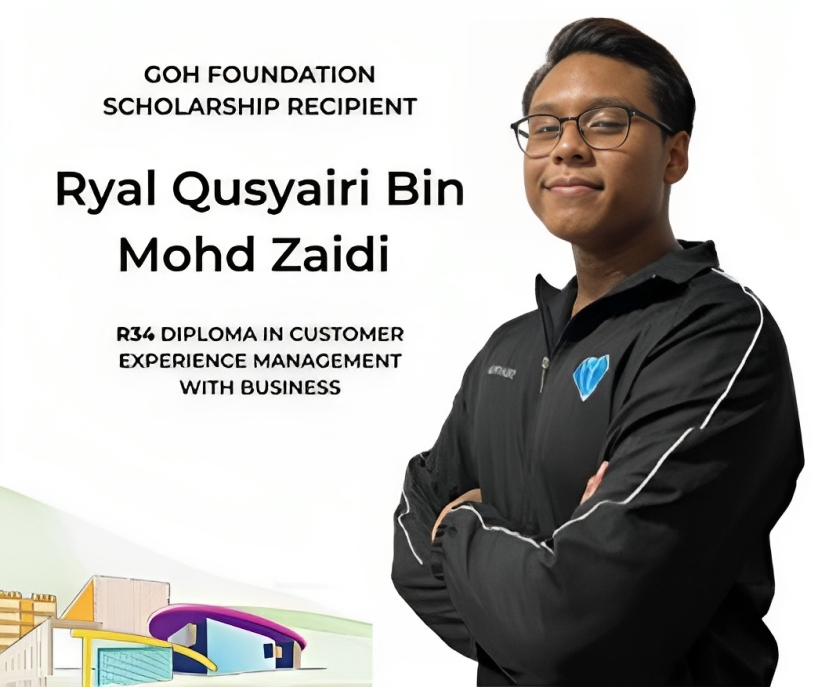 GOH FOUNDATION
SCHOLARSHIP RECIPIENT
Ryal Qusyairi Bin
Mohd Zaidi
R34 DIPLOMA IN CUSTOMER
EXPERIENCE MANAGEMENT
WITH BUSINESS